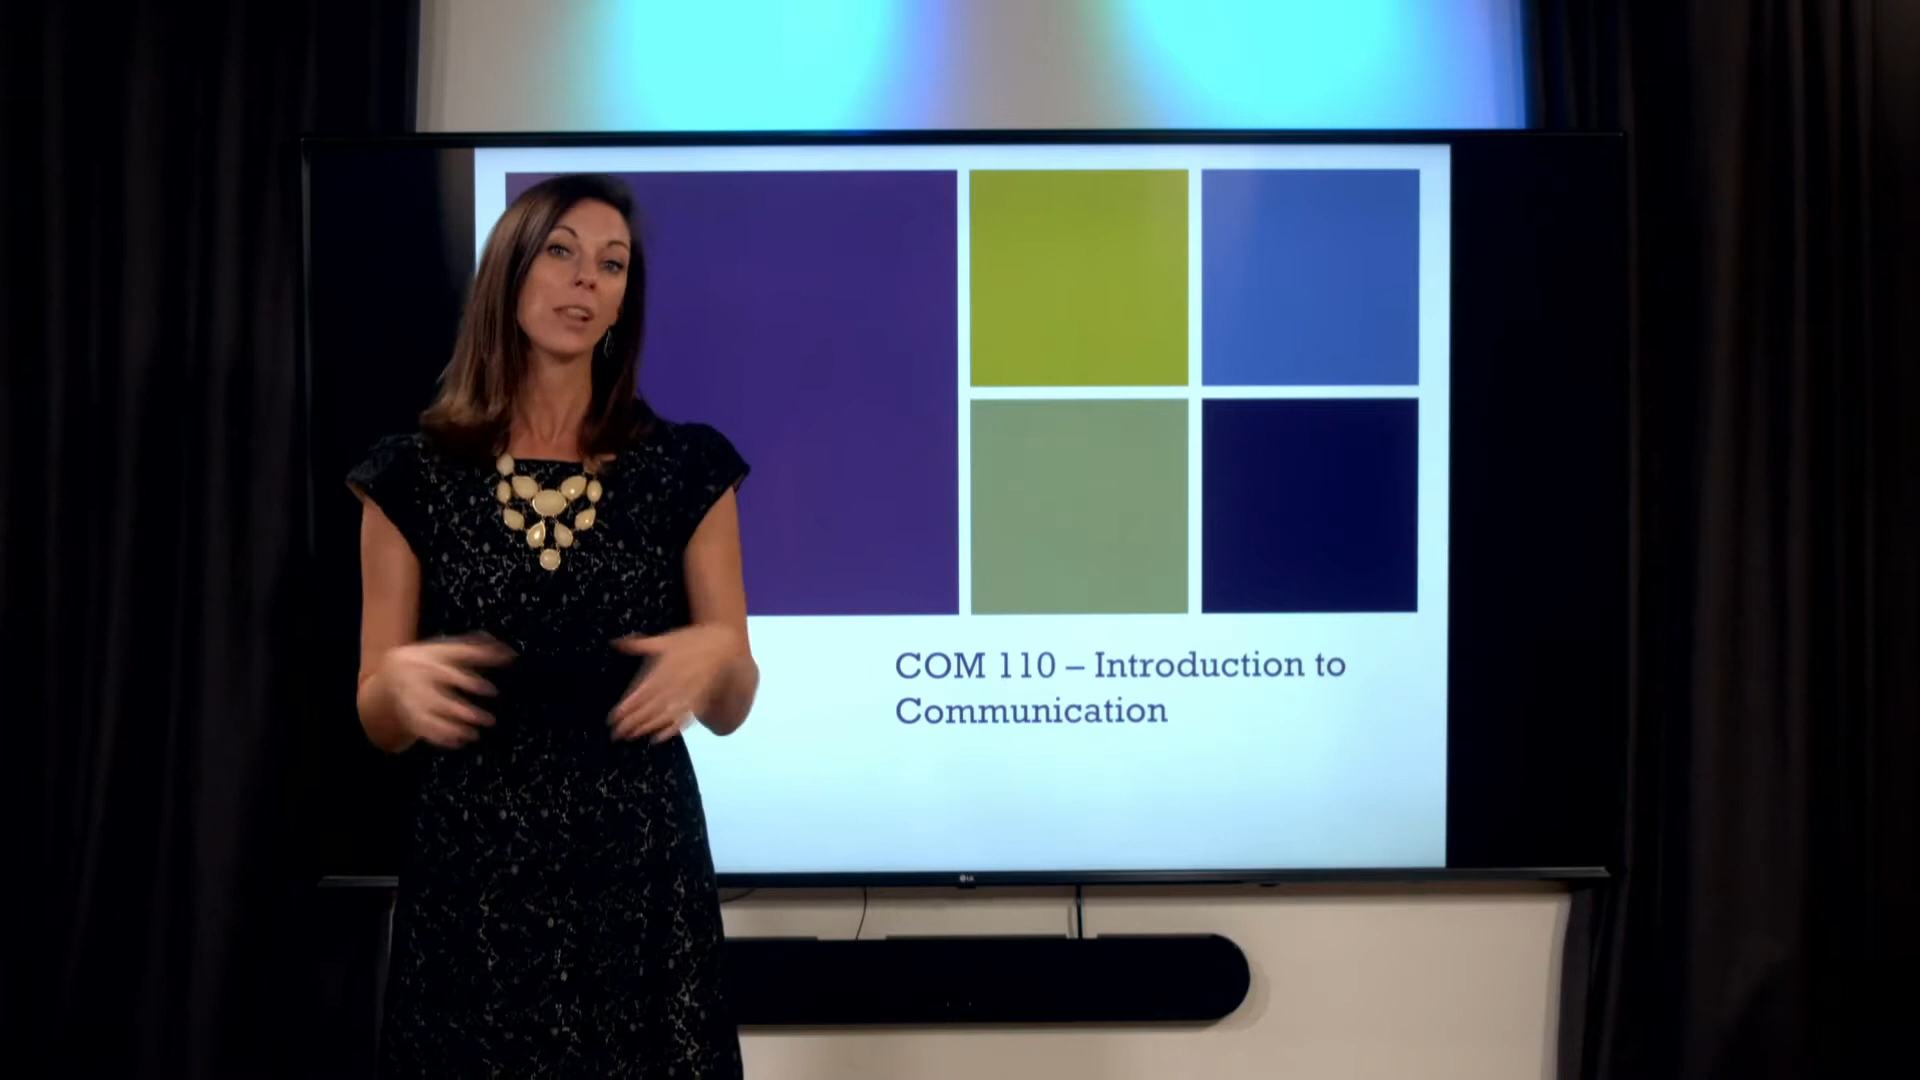 COM 110 – Introduction to
Communication
LG